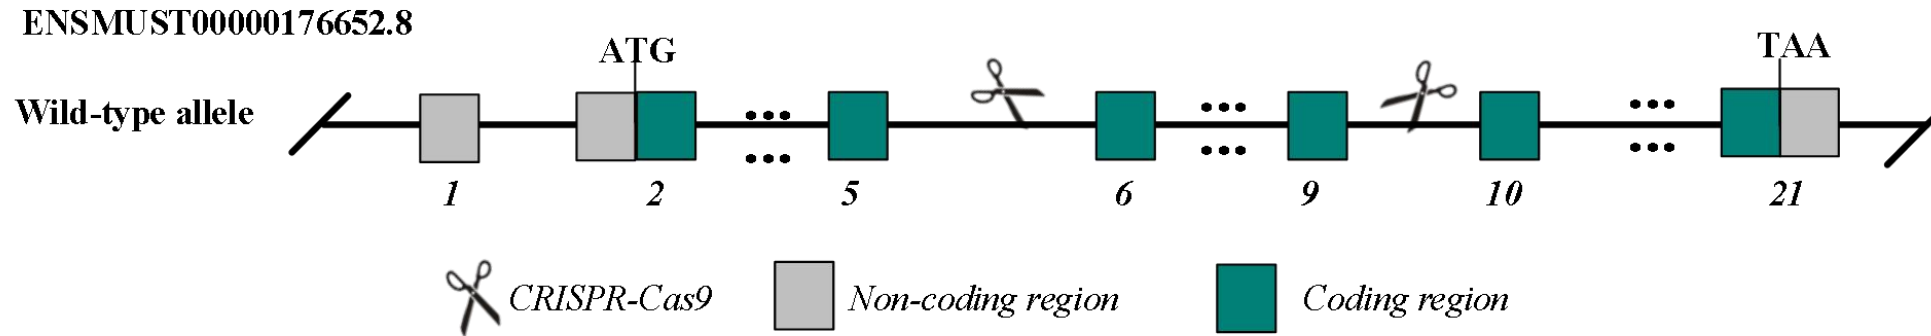 ENSMUST00000176652.8
ATG
TAA
Wild-type allele
1 2 5 6 9 10 21
CRISPR-Cas9 Non-coding region Coding region